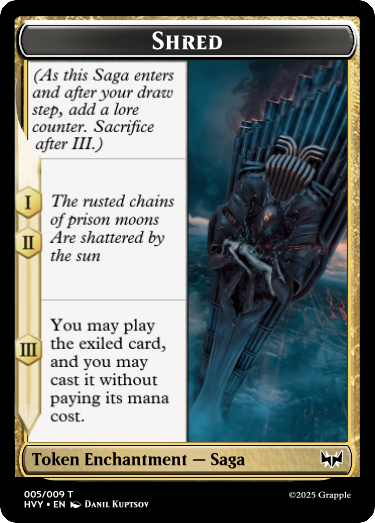 SHRED
(As this Saga enters
and after your draw
step, add a lore
counter. Sacrifice
after III.)
I
II
The rusted chains
of prison moons
Are shattered by
the sun
III
You may play
the exiled card,
and you may
cast it without
paying its mana
cost.
Token Enchantment — Saga
005/009 T
HVY • EN DANIL KUPTSOV
©2025 Grapple